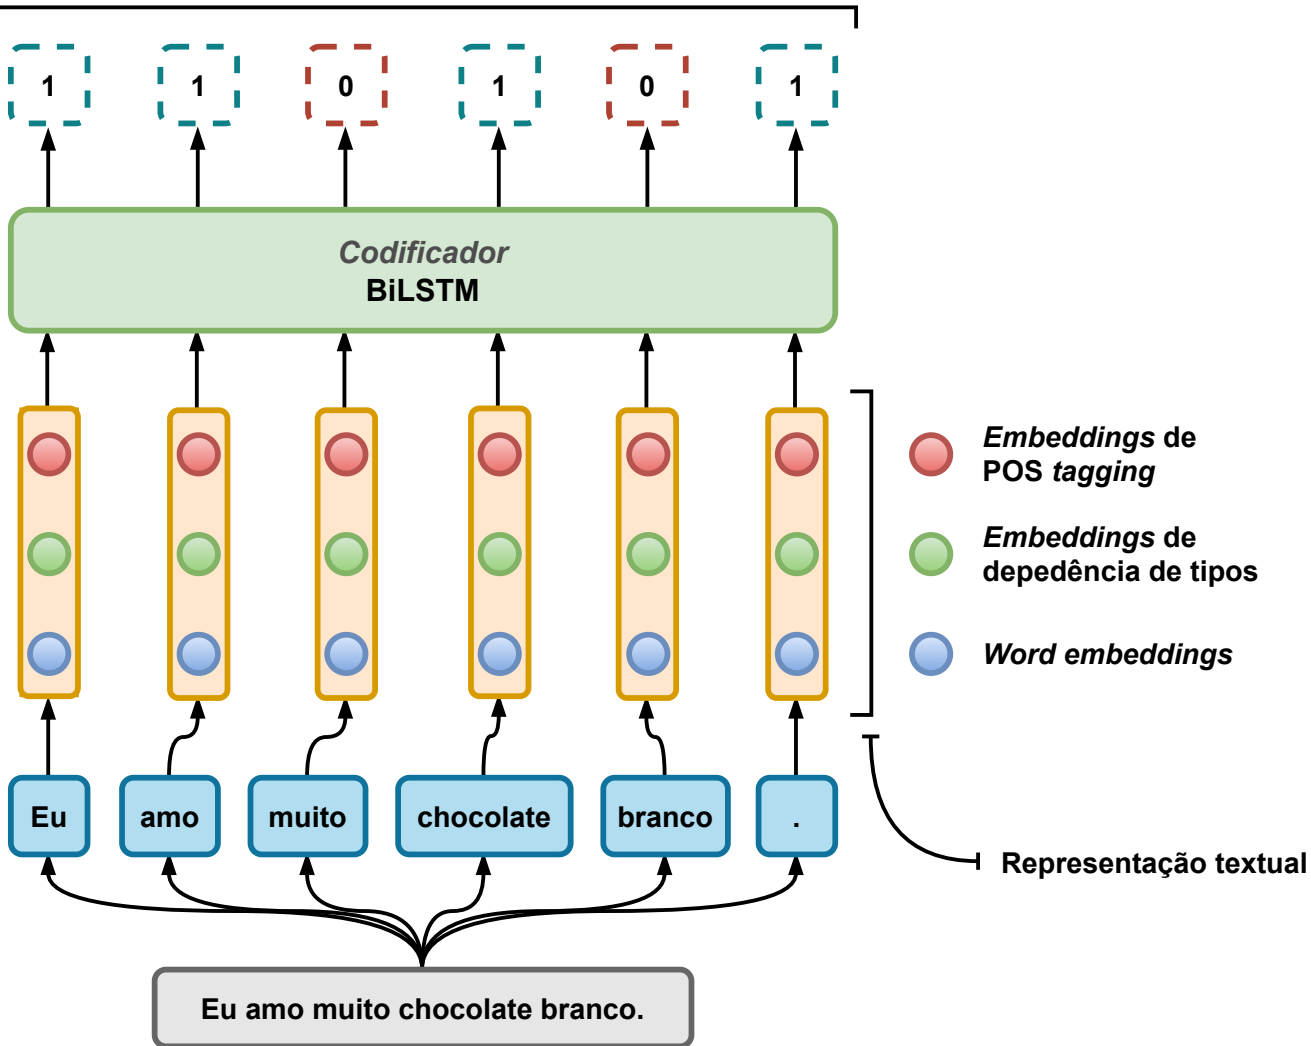 1 1 0 1 0 1
Codificador
BiLSTM
Embeddings de
POS tagging
Embeddings de
depedência de tipos
Word embeddings
Eu amo muito chocolate branco .
Representação textual
Eu amo muito chocolate branco.